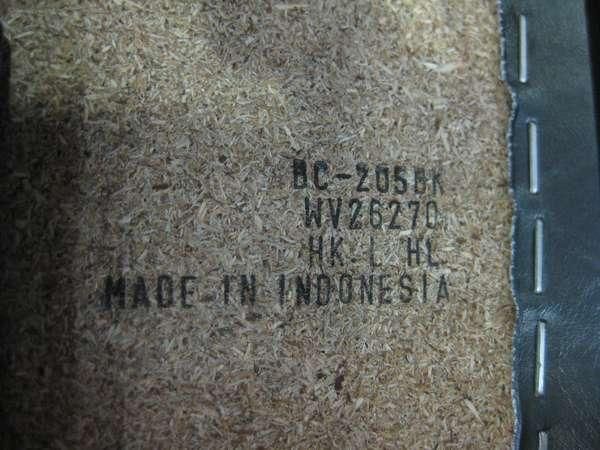 BC-205BK
WV26270
HK.L HL
MADE IN INDONESIA